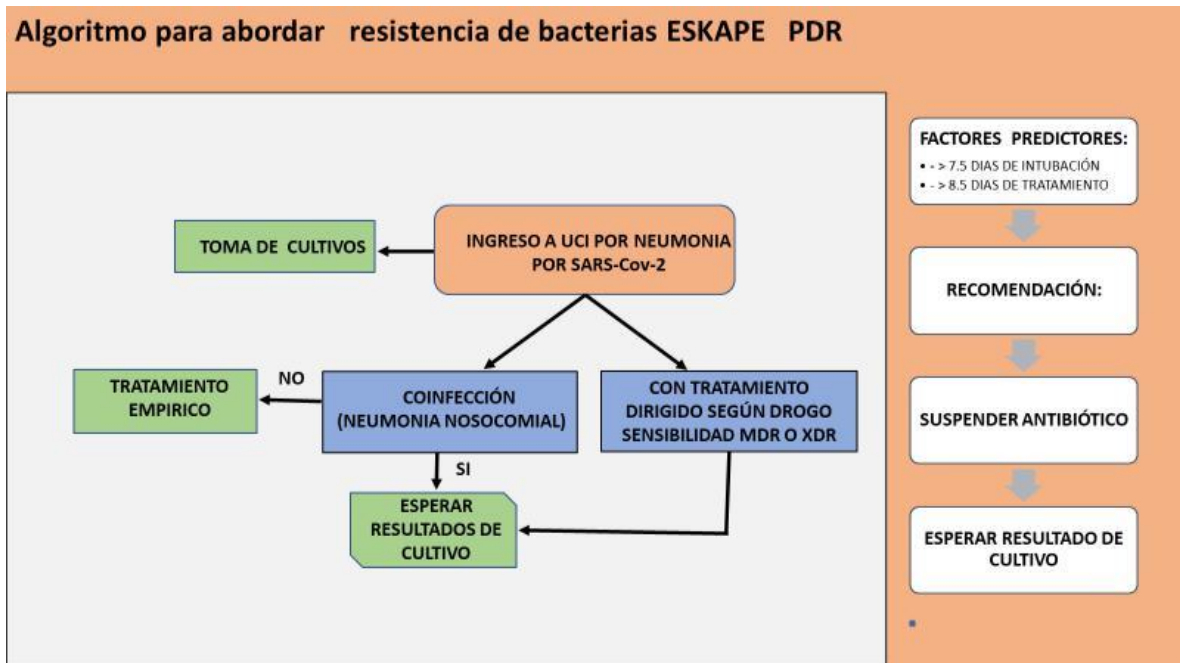 Algoritmo para abordar resistencia de bacterias ESKAPE PDR
TOMA DE CULTIVOS
INGRESO A UCI POR NEUMONIA
POR SARS-Cov-2
TRATAMIENTO
EMPIRICO
NO
COINFECCIÓN
(NEUMONIA NOSOCOMIAL)
CON TRATAMIENTO
DIRIGIDO SEGÚN DROGO
SENSIBILIDAD MDR O XDR
SI
ESPERAR
RESULTADOS DE
CULTIVO
FACTORES PREDICTORES:
• - > 7.5 DIAS DE INTUBACIÓN
• - > 8.5 DIAS DE TRATAMIENTO
RECOMENDACIÓN:
SUSPENDER ANTIBIÓTICO
ESPERAR RESULTADO DE
CULTIVO